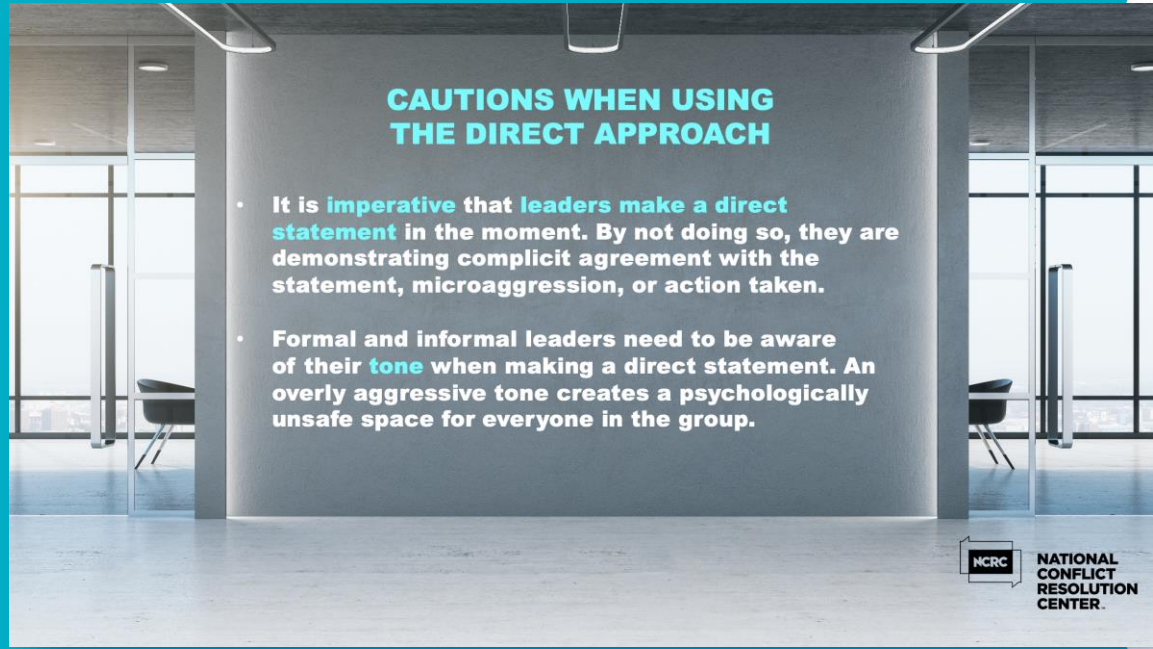 CAUTIONS WHEN USING
THE DIRECT APPROACH
• It is imperative that leaders make a direct
statement in the moment. By not doing so, they are
demonstrating complicit agreement with the
statement, microaggression, or action taken.
• Formal and informal leaders need to be aware
of their tone when making a direct statement. An
overly aggressive tone creates a psychologically
unsafe space for everyone in the group.
NCRC
NATIONAL
CONFLICT
RESOLUTION
CENTER™